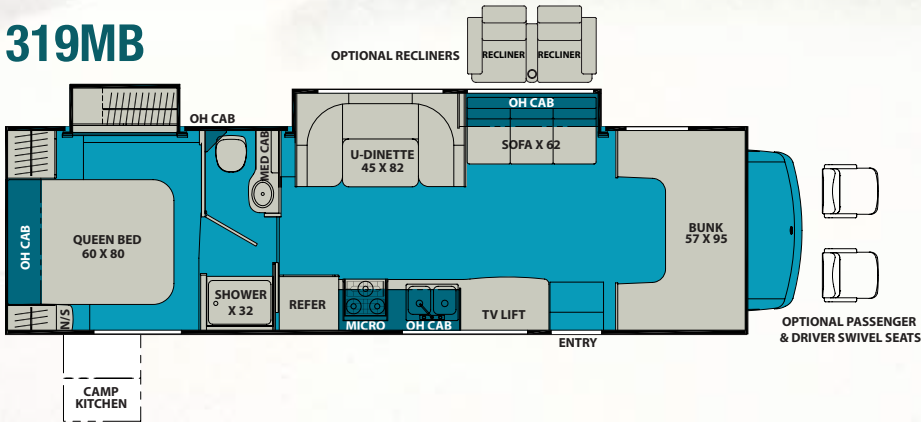 319MB
OPTIONAL RECLINERS
RECLINER
RECLINER
OH CAB
OH CAB
MED CAB
U-DINETTE
45 X 82
SOFA X 62
OH CAB
QUEEN BED
60 X 80
BUNK
57 X 95
N/S
SHOWER
X 32
REFER
MICRO
OH CAB
TV LIFT
ENTRY
OPTIONAL PASSENGER
& DRIVER SWIVEL SEATS
CAMP
KITCHEN